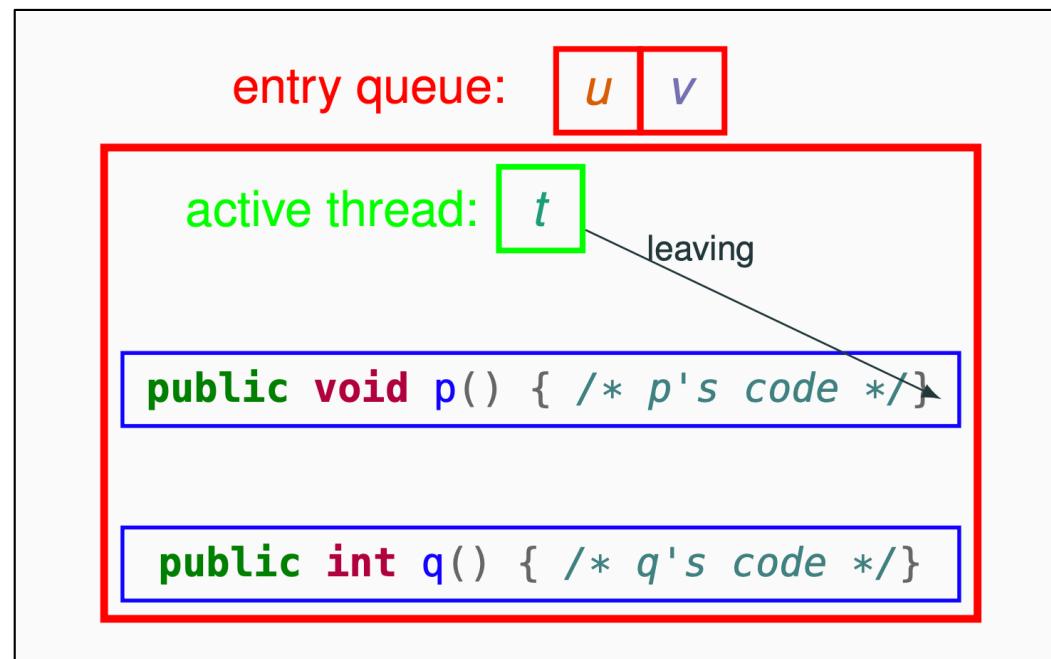 entry queue: u v
active thread: t
leaving
public void p() { /* p's code */}
public int q() { /* q's code */}